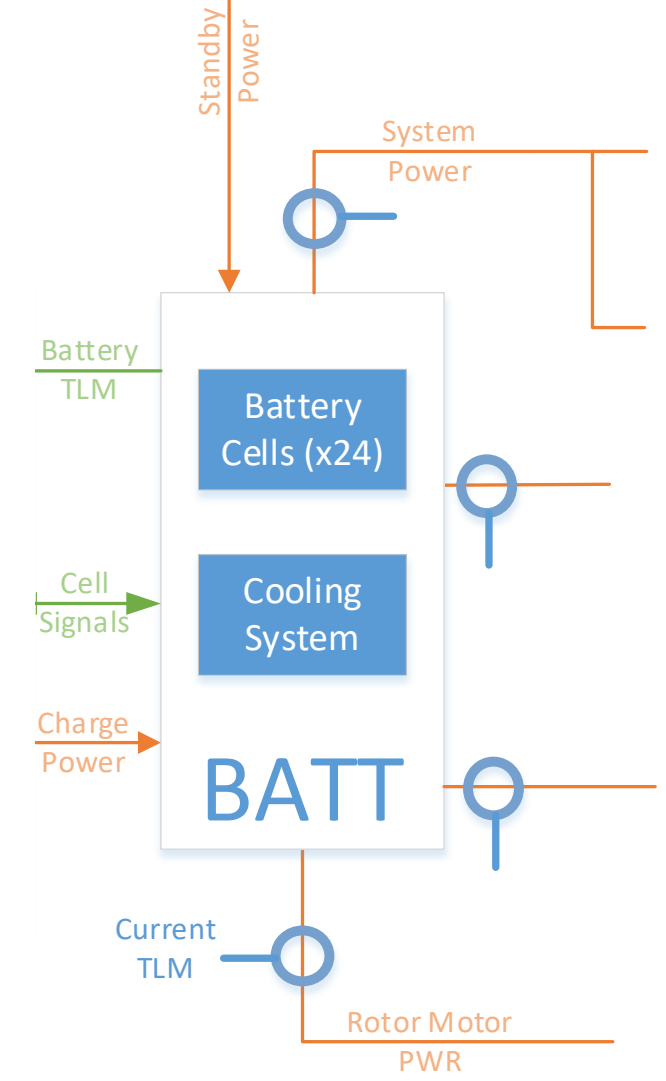 Standby
Power
System
Power
Battery
TLM
Battery
Cells (x24)
Cell
Signals
Cooling
System
Charge
Power
BATT
Current
TLM
Rotor Motor
PWR